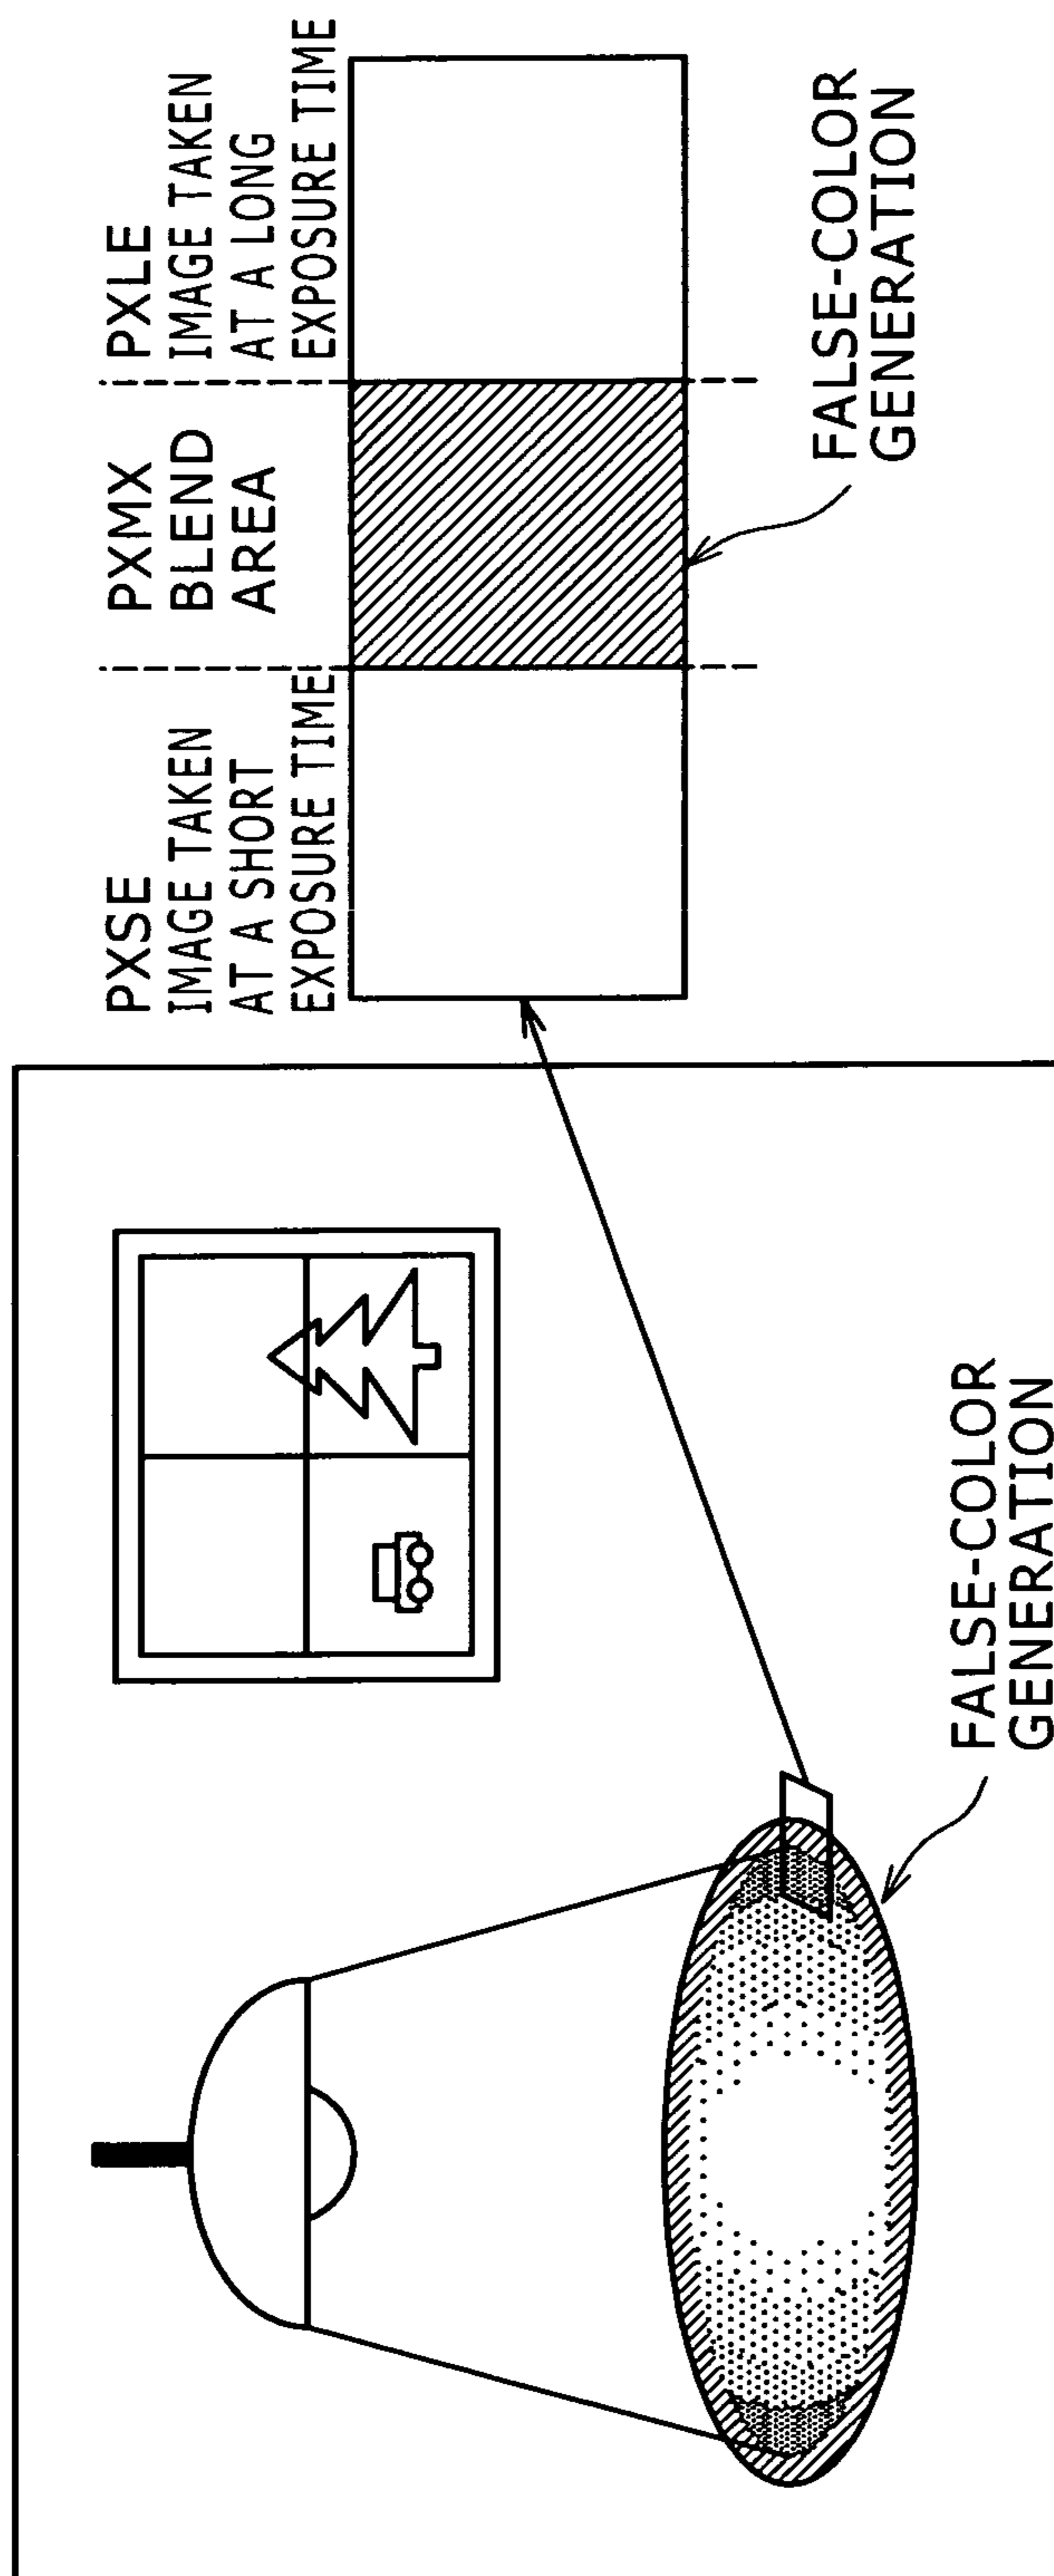 PXSE
IMAGE TAKEN
AT A SHORT
EXPOSURE TIME
PXMX
BLEND
AREA
PXLE
IMAGE TAKEN
AT A LONG
EXPOSURE TIME
FALSE-COLOR
GENERATION
FALSE-COLOR
GENERATION